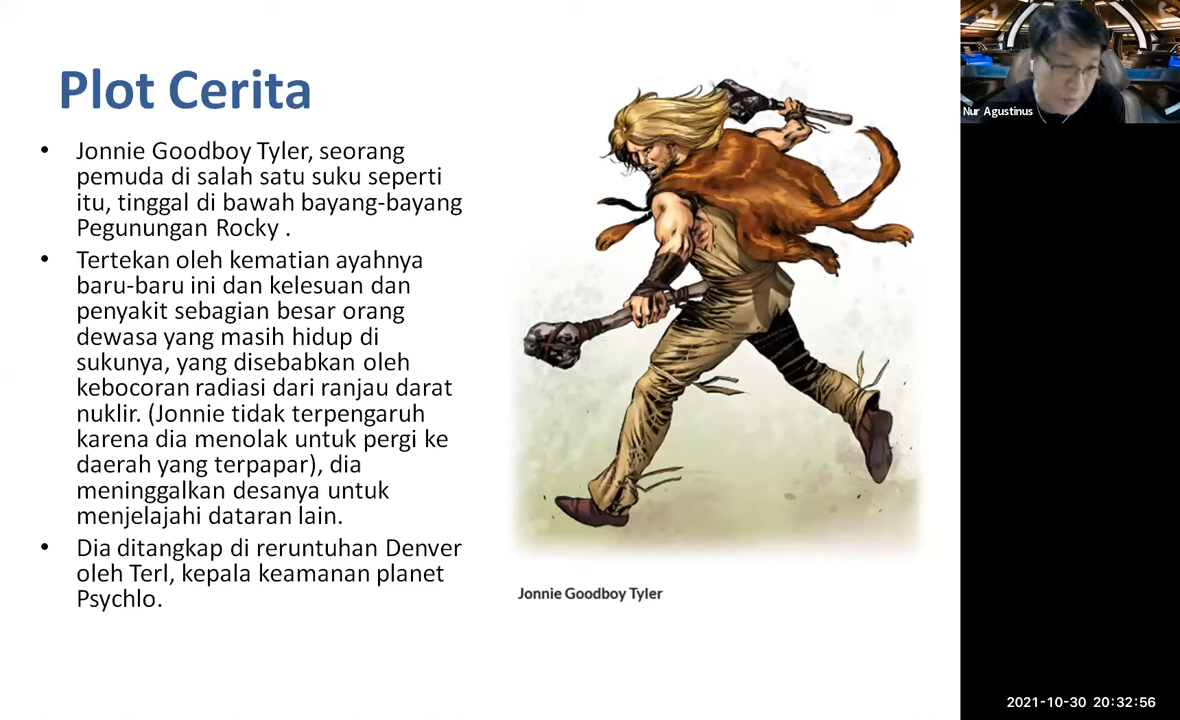 Plot Cerita
• Jonnie Goodboy Tyler, seorang
pemuda di salah satu suku seperti
itu, tinggal di bawah bayang-bayang
Pegunungan Rocky .
• Tertekan oleh kematian ayahnya
baru-baru ini dan kelesuan dan
penyakit sebagian besar orang
dewasa yang masih hidup di
sukunya, yang disebabkan oleh
kebocoran radiasi dari ranjau darat
nuklir. (Jonnie tidak terpengaruh
karena dia menolak untuk pergi ke
daerah yang terpapar), dia
meninggalkan desanya untuk
menjelajahi dataran lain.
• Dia ditangkap di reruntuhan Denver
oleh Terl, kepala keamanan planet
Psychlo.
Jonnie Goodboy Tyler
Nur Agustinus
2021-10-30 20:32:56